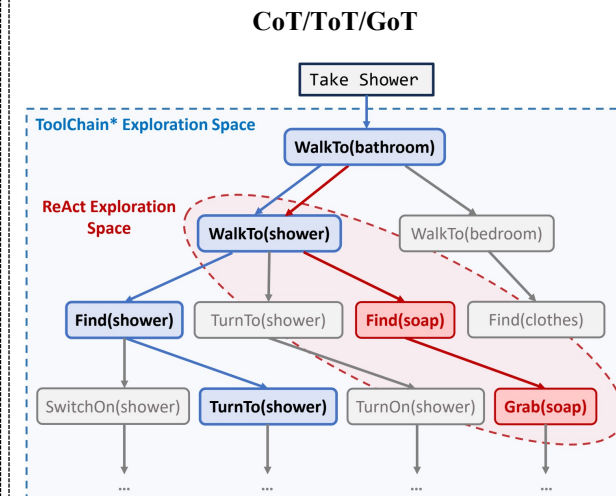 CoT/ToT/GoT
Take Shower
ToolChain* Exploration Space
WalkTo(bathroom)
ReAct Exploration
Space
WalkTo(shower)
WalkTo(bedroom)
Find(shower)
TurnTo(shower)
Find(soap)
Find(clothes)
SwitchOn(shower)
TurnTo(shower)
TurnOn(shower)
Grab(soap)
...
...
...
...